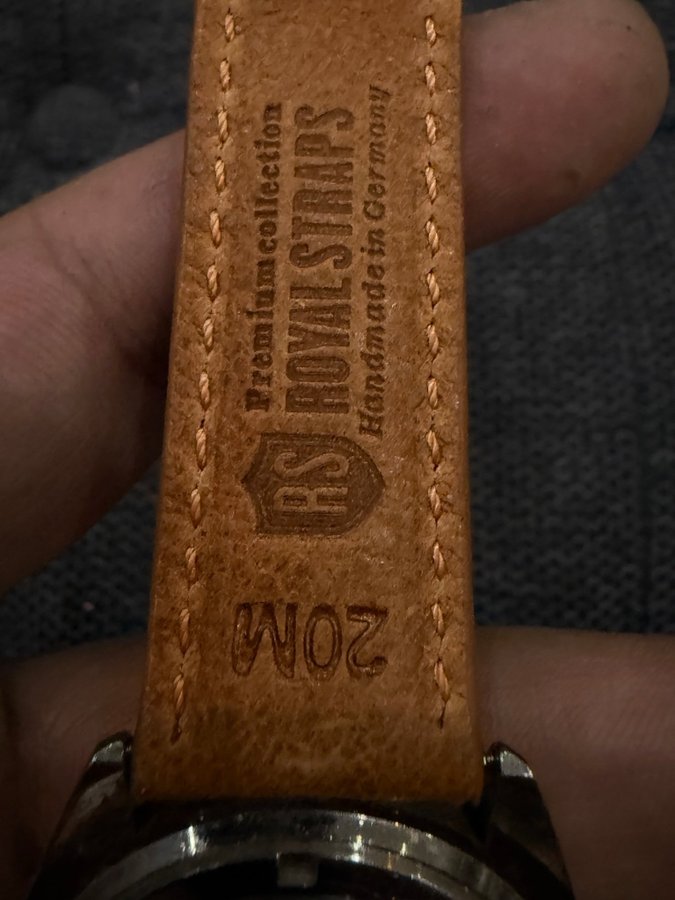 Premium collection
ROYAL STRAPS
Handmade in Germany
RS
20M